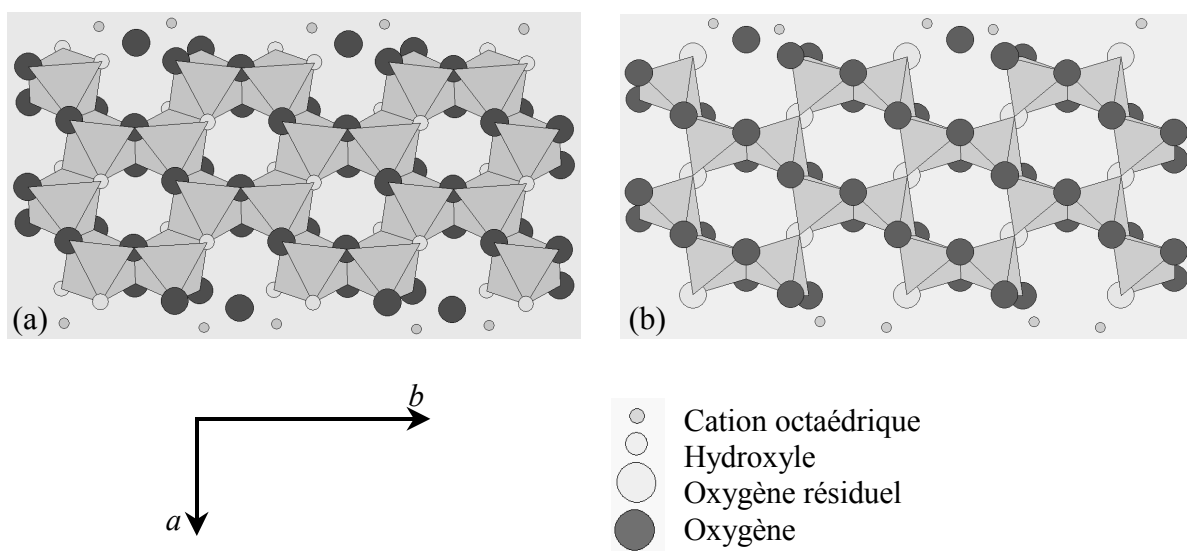 (a)
(b)
b
a
Cation octaédrique
Hydroxyle
Oxygène résiduel
Oxygène